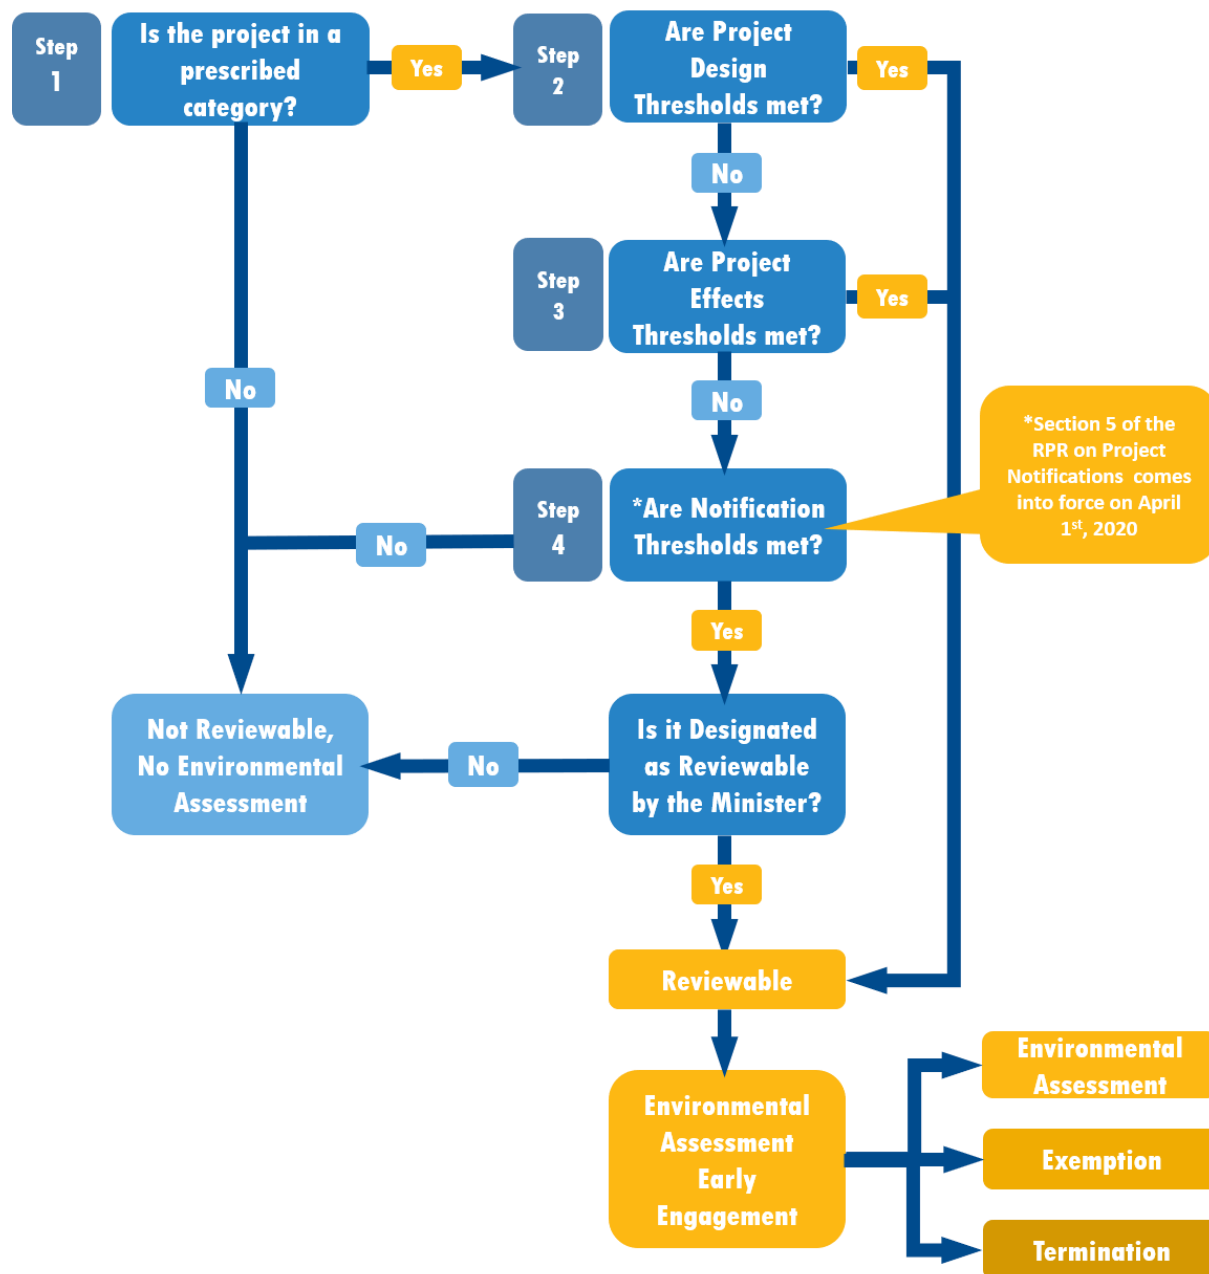 Step
1
Is the project in a
prescribed
category?
Yes
Step
2
Are Project
Design
Thresholds met?
Yes
No
Step
3
Are Project
Effects
Thresholds met?
Yes
No
No
*Section 5 of the
RPR on Project
Notifications comes
into force on April
1st, 2020
Step
4
*Are Notification
Thresholds met?
No
Yes
Not Reviewable,
No Environmental
Assessment
No
Is it Designated
as Reviewable
by the Minister?
Yes
Reviewable
Environmental
Assessment
Early
Engagement
Environmental
Assessment
Exemption
Termination